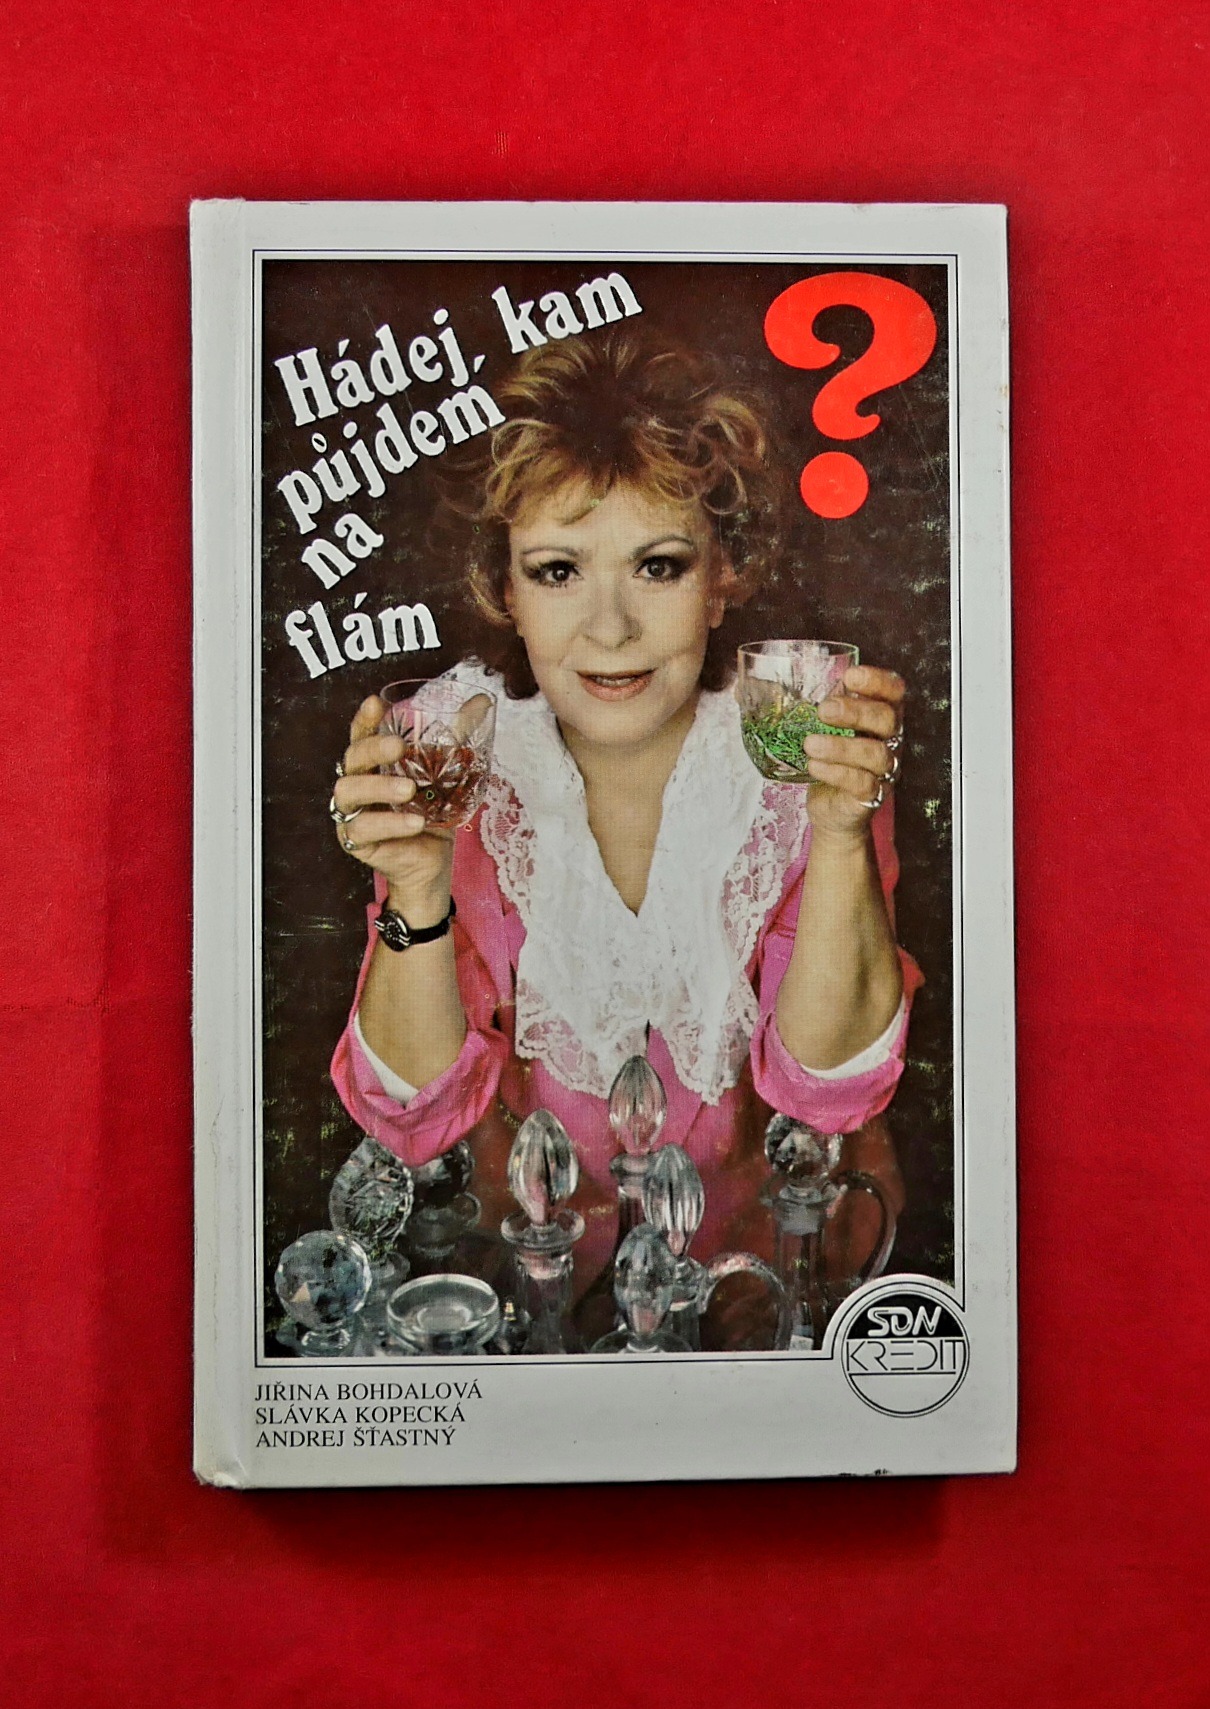 Hádej, kam
půjdem
na
flám
?
SON
KREDIT
JIŘINA BOHDALOVÁ
SLÁVKA KOPECKÁ
ANDREJ ŠŤASTNÝ